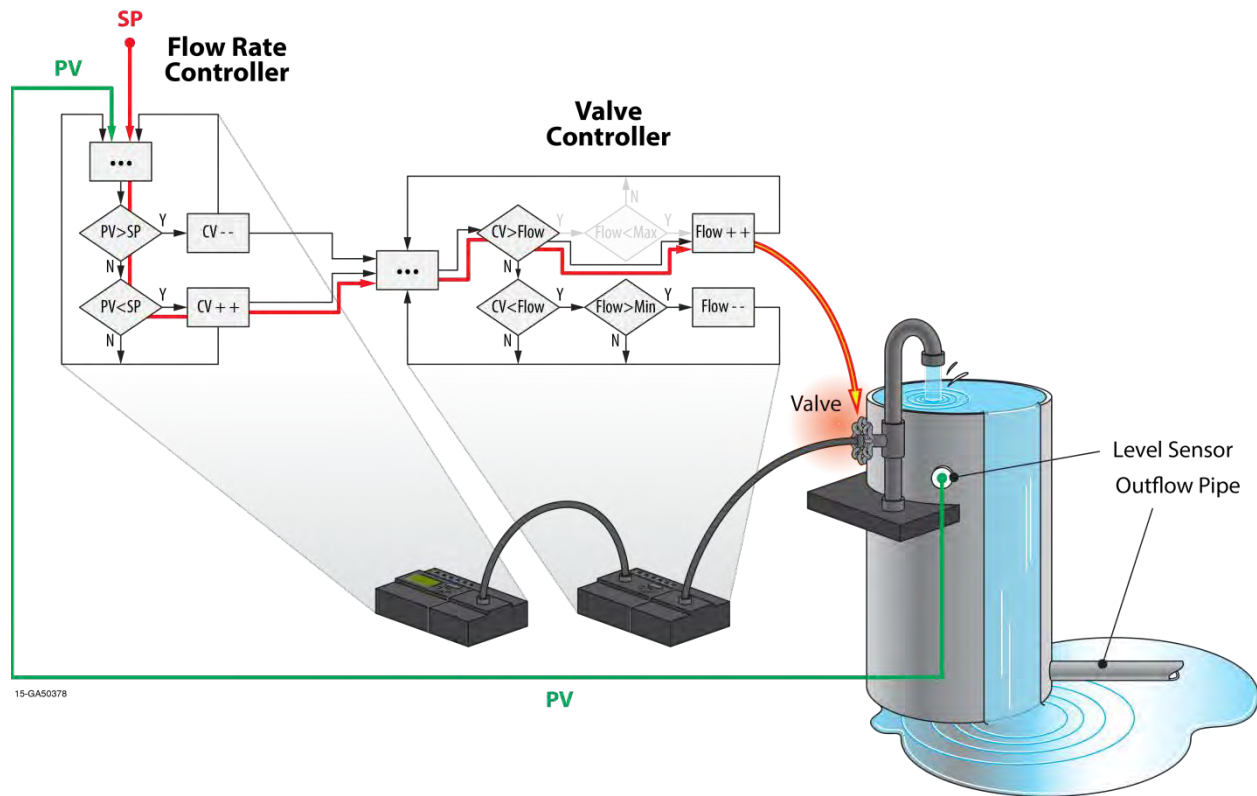 SP
Flow Rate
Controller
PV
•••
PV>SP
Y
CV - -
N
PV<SP
Y
CV + +
N
Valve
Controller
N
•••
CV>Flow
Y
Flow<Max
Y
Flow + +
N
CV<Flow
Y
Flow>Min
Y
Flow - -
N
N
Valve
Level Sensor
Outflow Pipe
15-GA50378
PV